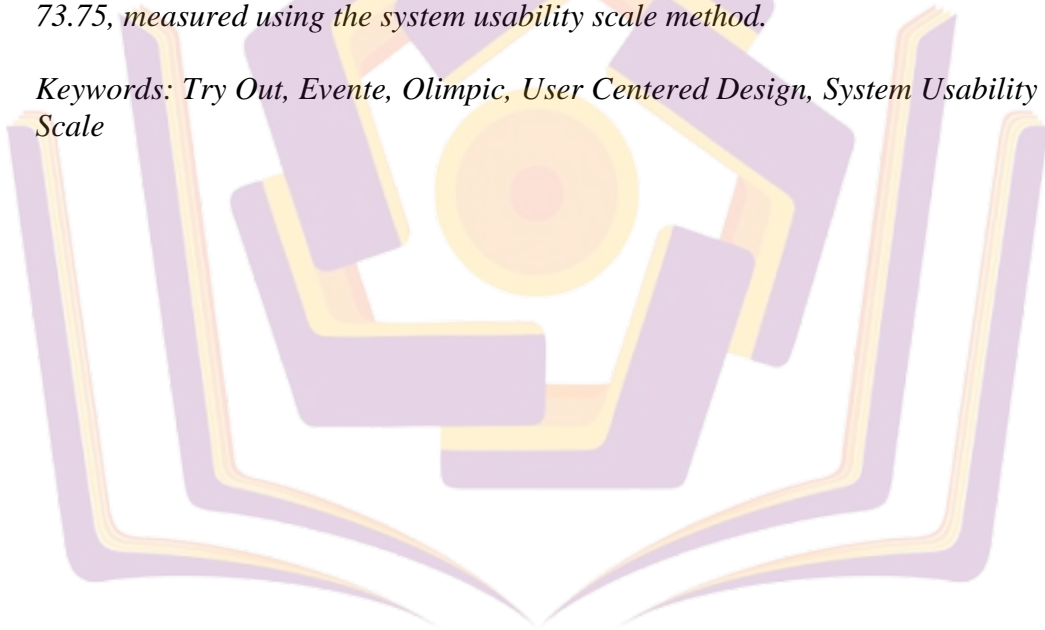 73.75, measured using the system usability scale method.
Keywords: Try Out, Evente, Olimpic, User Centered Design, System Usability
Scale